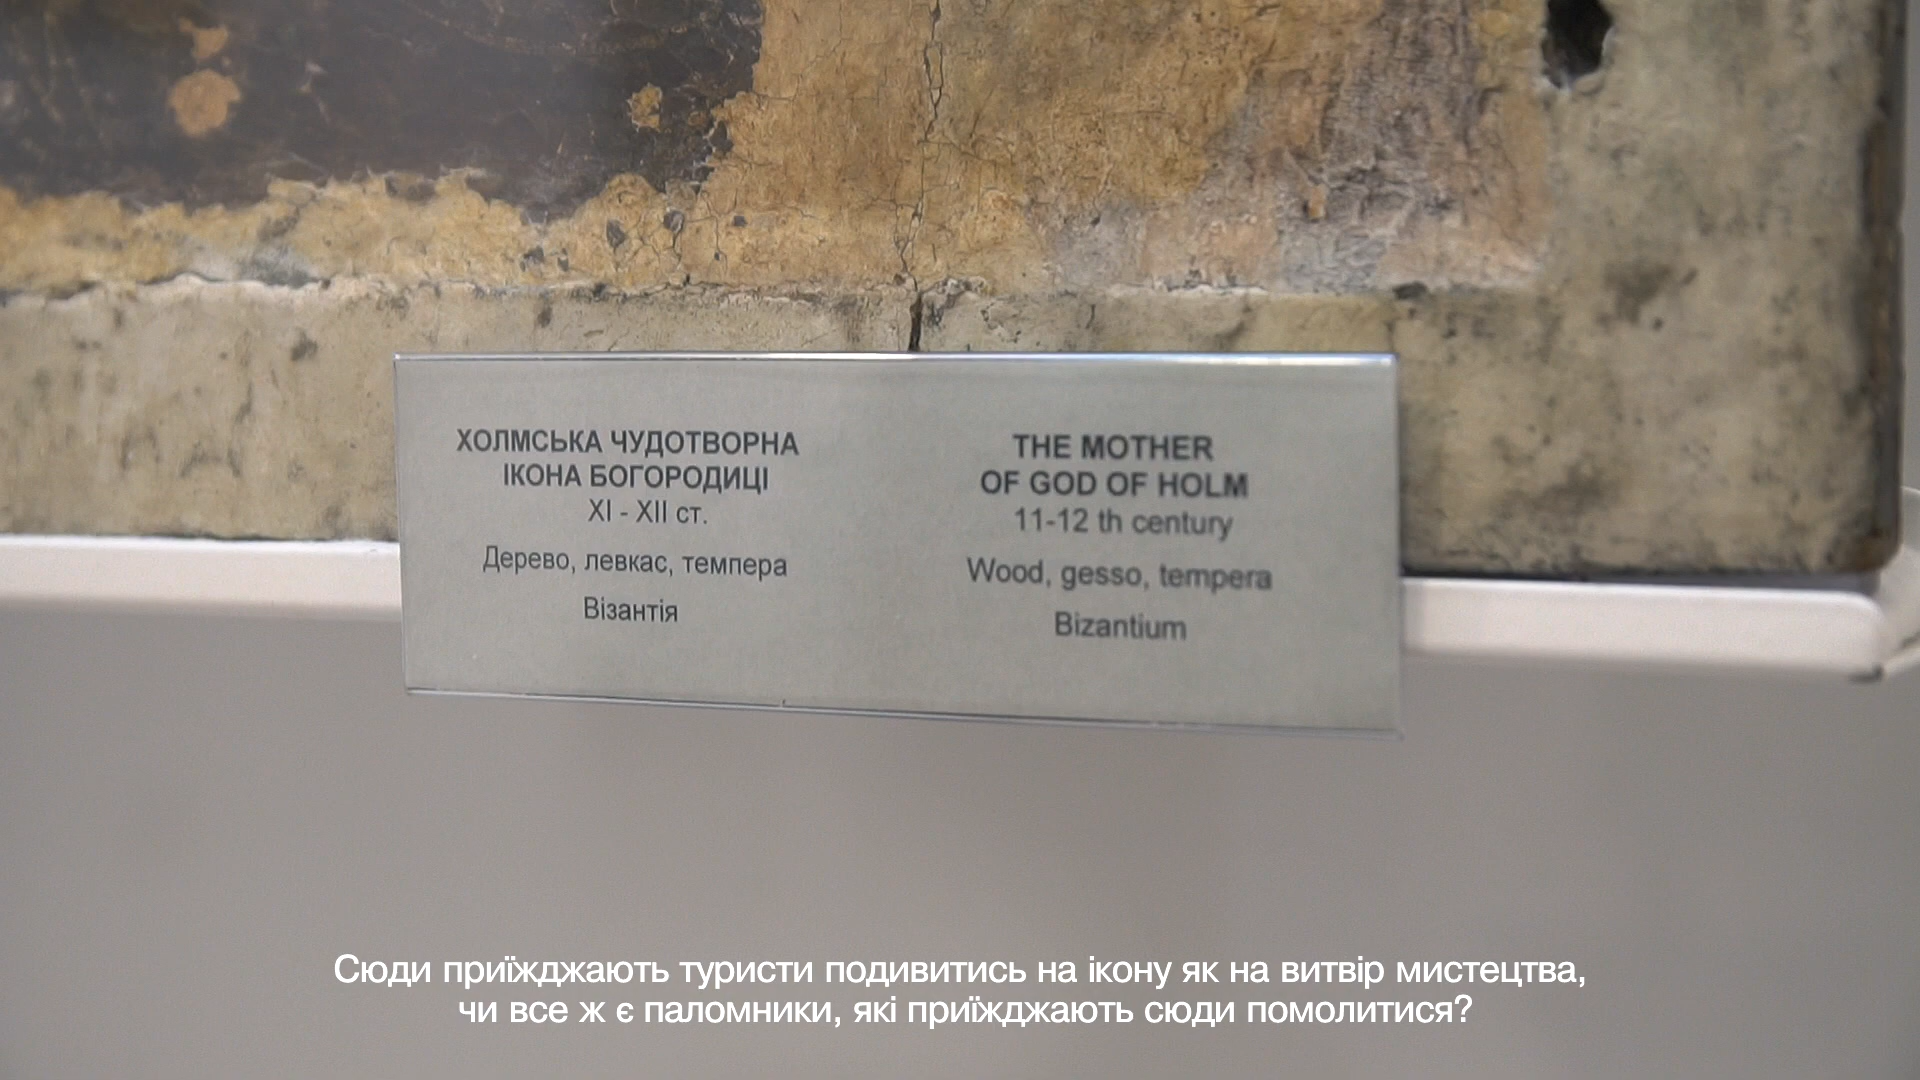 ХОЛМСЬКА ЧУДОТВОРНА
ІКОНА БОГОРОДИЦІ
XI - XII ст.
Дерево, левкас, темпера
Візантія
THE MOTHER
OF GOD OF HOLM
11-12 th century
Wood, gesso, tempera
Bizantium
Сюди приїжджають туристи подивитись на ікону як на витвір мистецтва,
чи все ж є паломники, які приїжджають сюди помолитися?